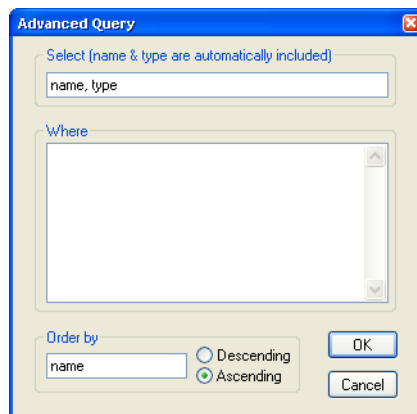 Advanced Query
Select (name & type are automatically included)
name, type
Where
Order by
name
Descending
Ascending
OK
Cancel